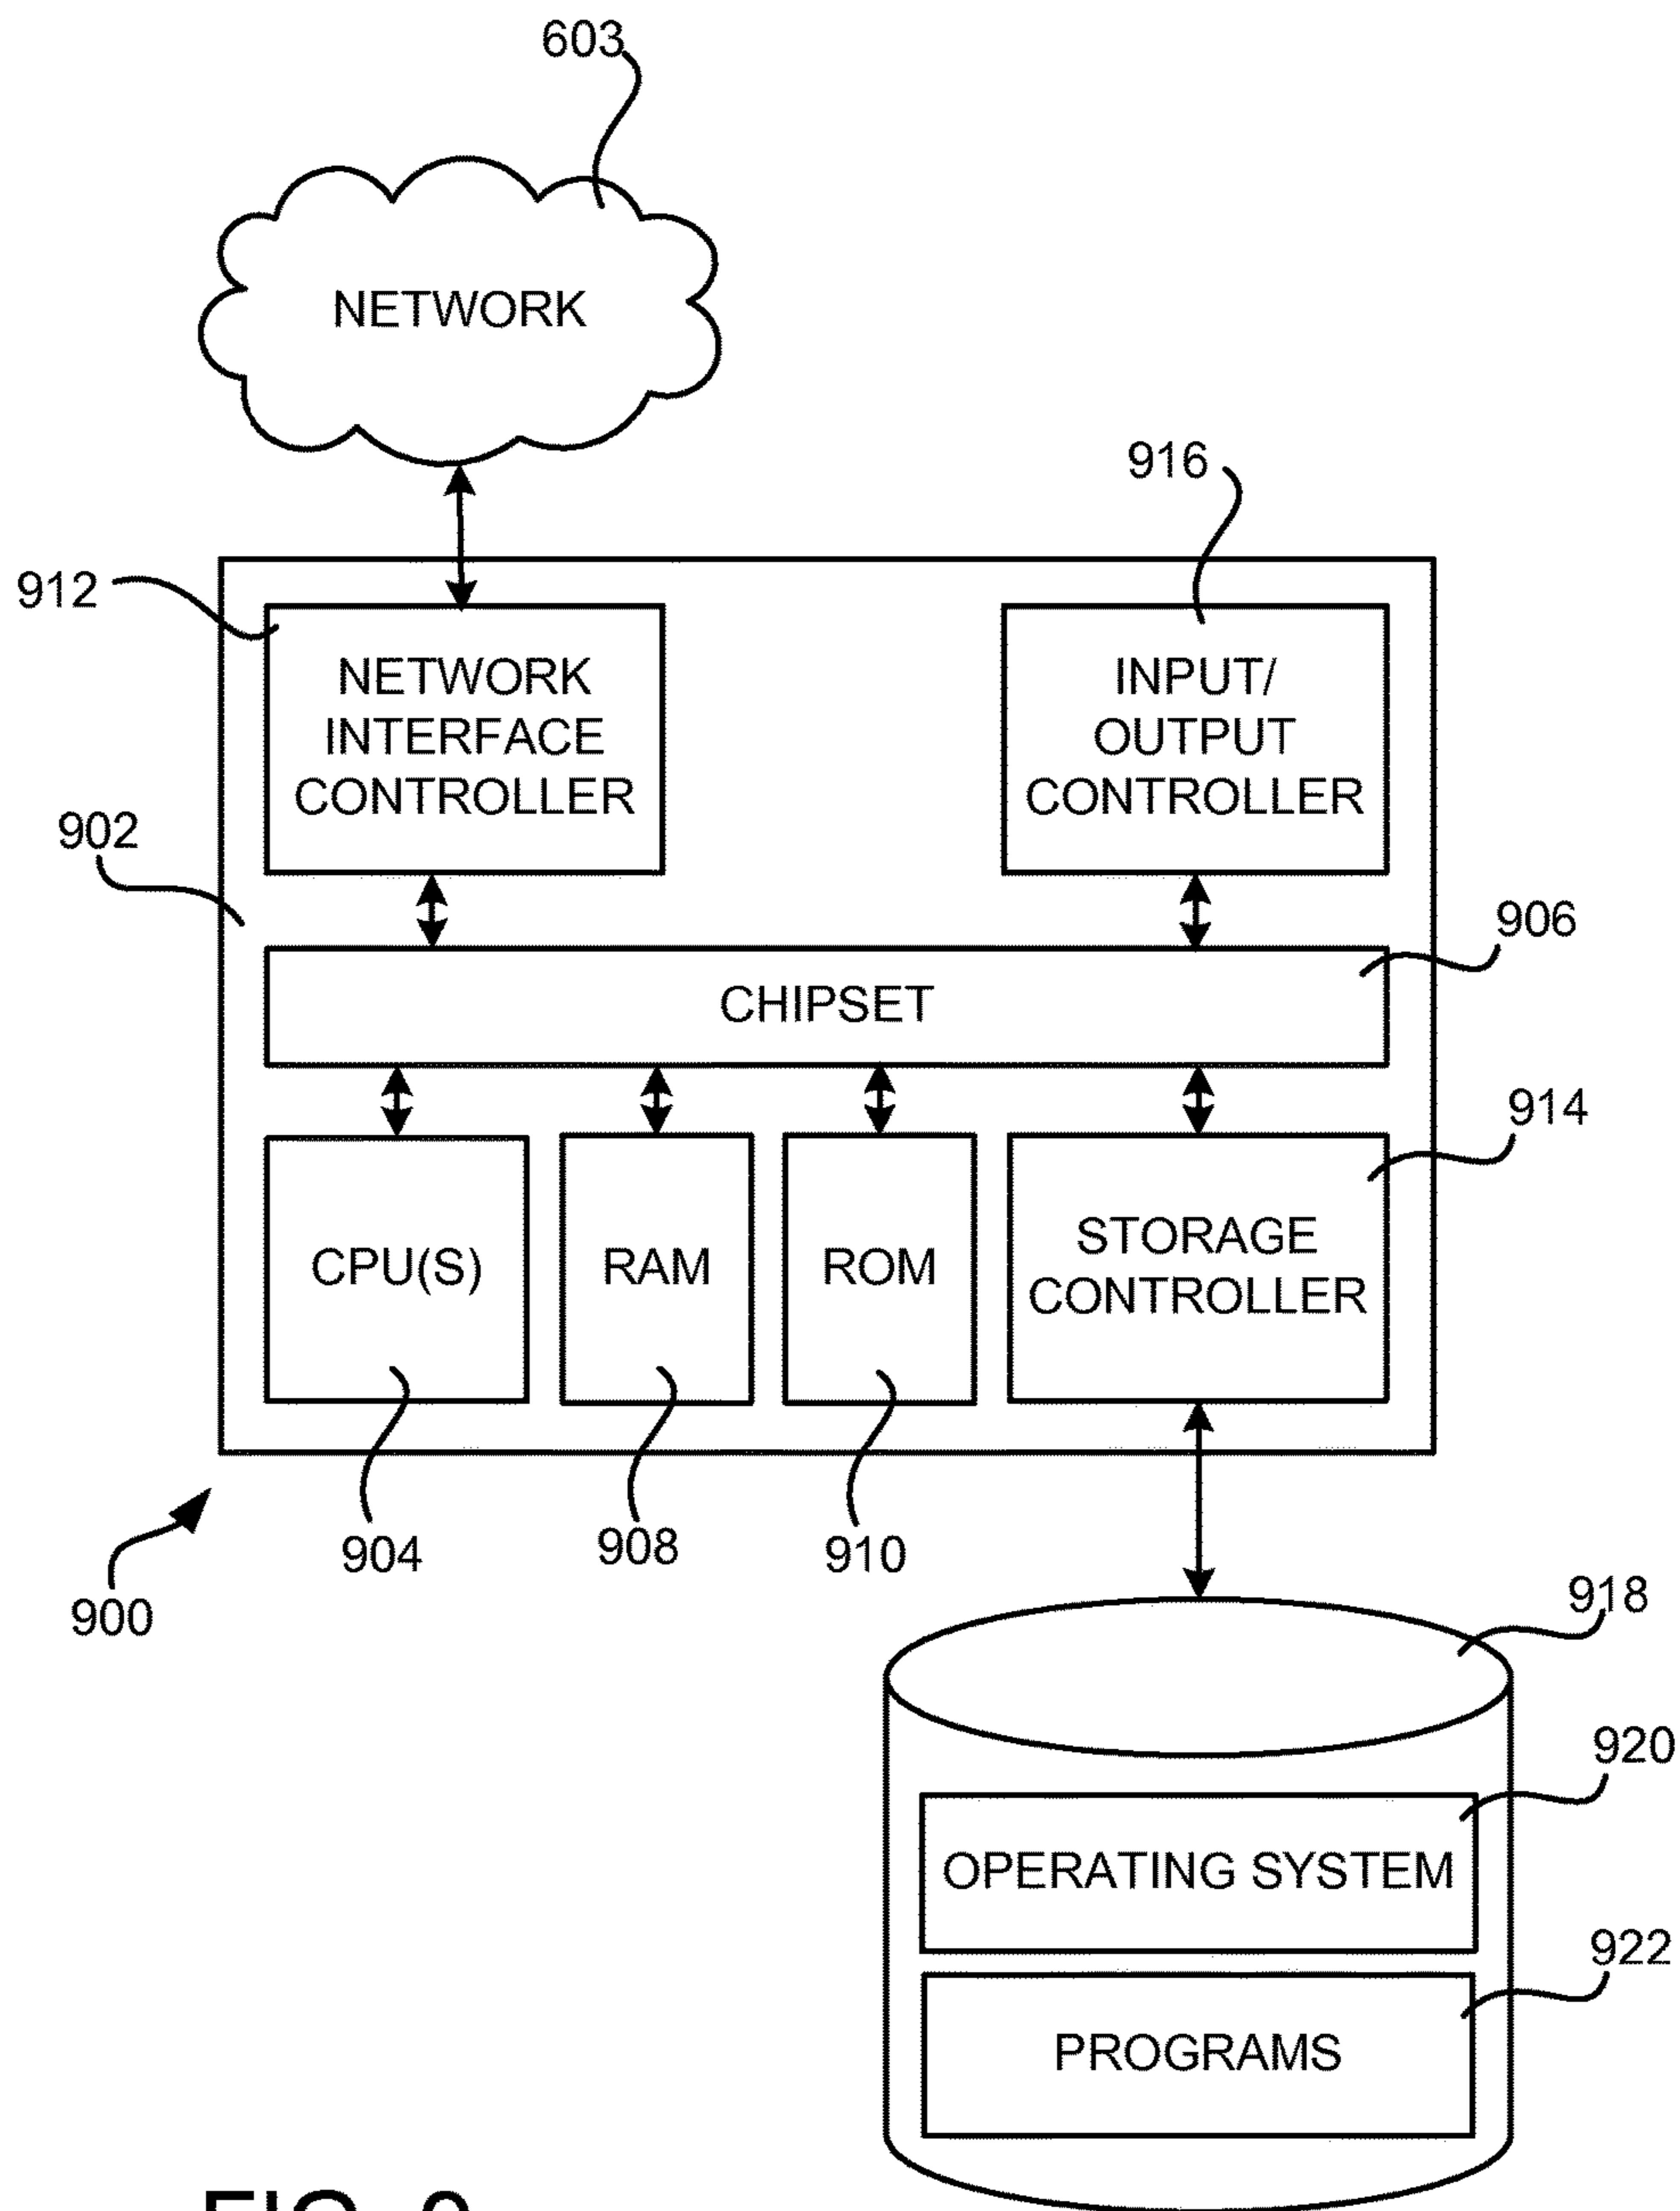 603
NETWORK
916
912
NETWORK
INTERFACE
CONTROLLER
INPUT/
OUTPUT
CONTROLLER
902
906
CHIPSET
914
CPU(S)
RAM
ROM
STORAGE
CONTROLLER
904
908
910
900
918
920
OPERATING SYSTEM
922
PROGRAMS